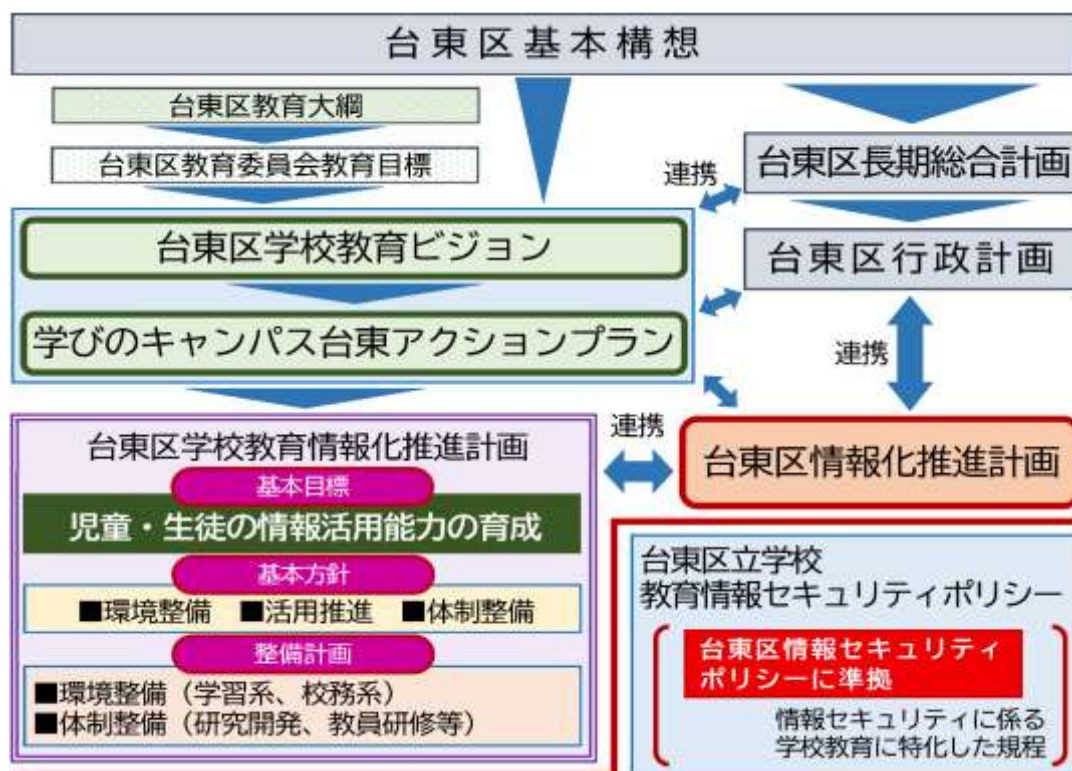 台東区基本構想
台東区教育大綱
台東区教育委員会教育目標
連携
台東区長期総合計画
台東区学校教育ビジョン
台東区行政計画
学びのキャンパス台東アクションプラン
連携
台東区学校教育情報化推進計画
連携
台東区情報化推進計画
基本目標
児童・生徒の情報活用能力の育成
基本方針
■環境整備 ■活用推進 ■体制整備
整備計画
■環境整備（学習系、校務系）
■体制整備（研究開発、教員研修等）
台東区立学校
教育情報セキュリティポリシー
台東区情報セキュリティ
ポリシーに準拠
情報セキュリティに係る
学校教育に特化した規程